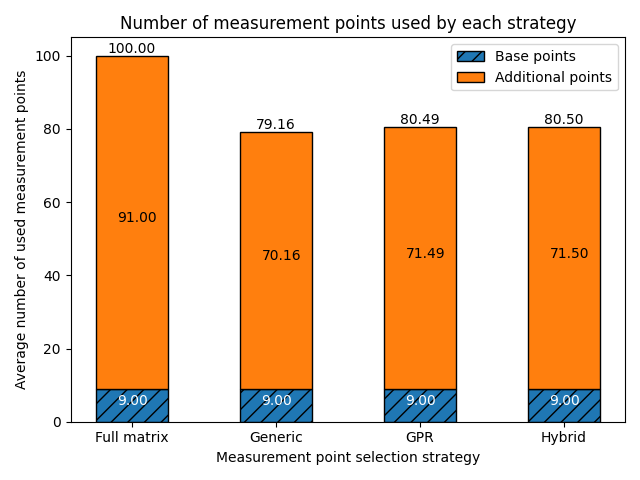 Number of measurement points used by each strategy
Base points
Additional points
Average number of used measurement points
100
80
60
40
20
0
100.00
79.16
80.49
80.50
91.00
70.16
71.49
71.50
9.00
9.00
9.00
9.00
Full matrix
Generic
GPR
Hybrid
Measurement point selection strategy